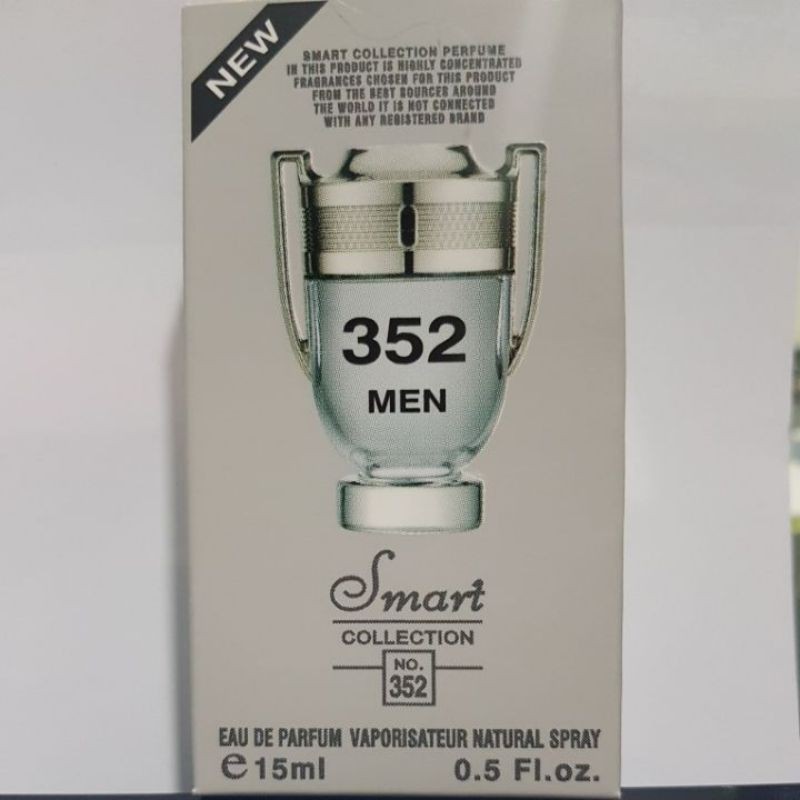 NEW
SMART COLLECTION PERFUME
IN THIS PRODUCT IS HIGHLY CONCENTRATED
FRAGRANCES CHOSEN FOR THIS PRODUCT
FROM THE BEST SOURCES AROUND
THE WORLD IT IS NOT CONNECTED
WITH ANY REGISTERED BRAND
352
MEN
Smart
COLLECTION
NO.
352
EAU DE PARFUM VAPORISATEUR NATURAL SPRAY
℮15ml 0.5 Fl.oz.